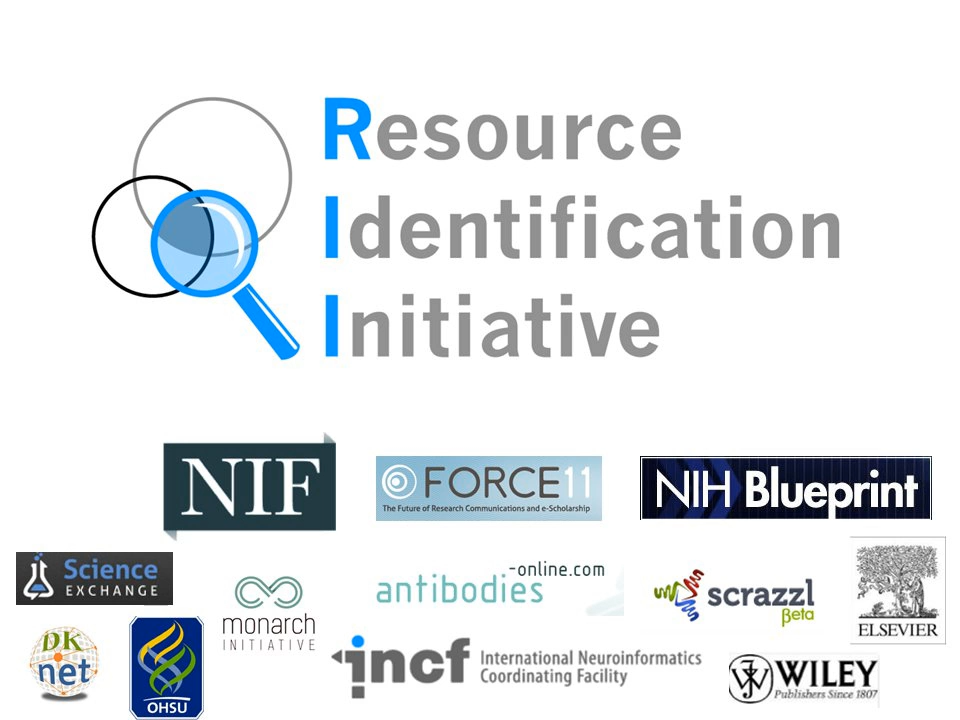 Resource
Identification
Initiative
NIF
FORCE11
The Future of Research Communications and e-Scholarship
NIH Blueprint
Science
EXCHANGE
monarch
INITIATIVE
-online.com
antibodies
scrazzl
βeta
ELSEVIER
DK
net
OHSU
incf
International Neuroinformatics
Coordinating Facility
WILEY
Publishers Since 1807